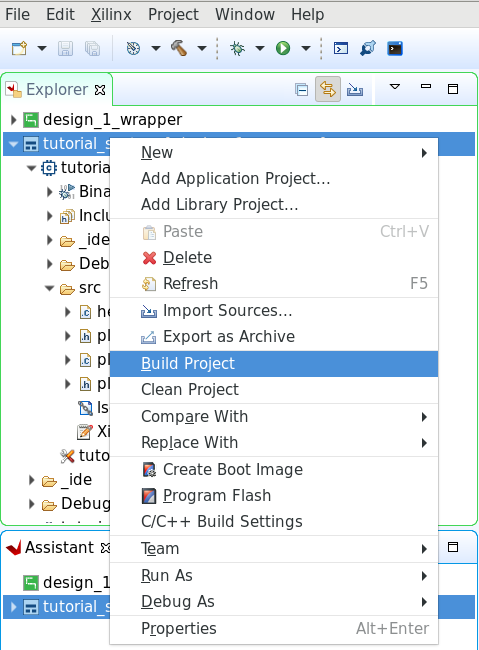 File Edit Xilinx Project Window Help
Explorer
design_1_wrapper
tutorial_s
New
tutoria
Add Application Project...
Bina
Add Library Project...
Inclu
Paste Ctrl+V
_ide
Delete
Deb
Refresh F5
src
Import Sources...
he
Export as Archive
pl
Build Project
pl
Clean Project
pl
Compare With
ls
Replace With
Xi
tuto
Create Boot Image
_ide
Program Flash
Debug
C/C++ Build Settings
Assistant
Team
design_1
Run As
tutorial_s
Debug As
Properties Alt+Enter